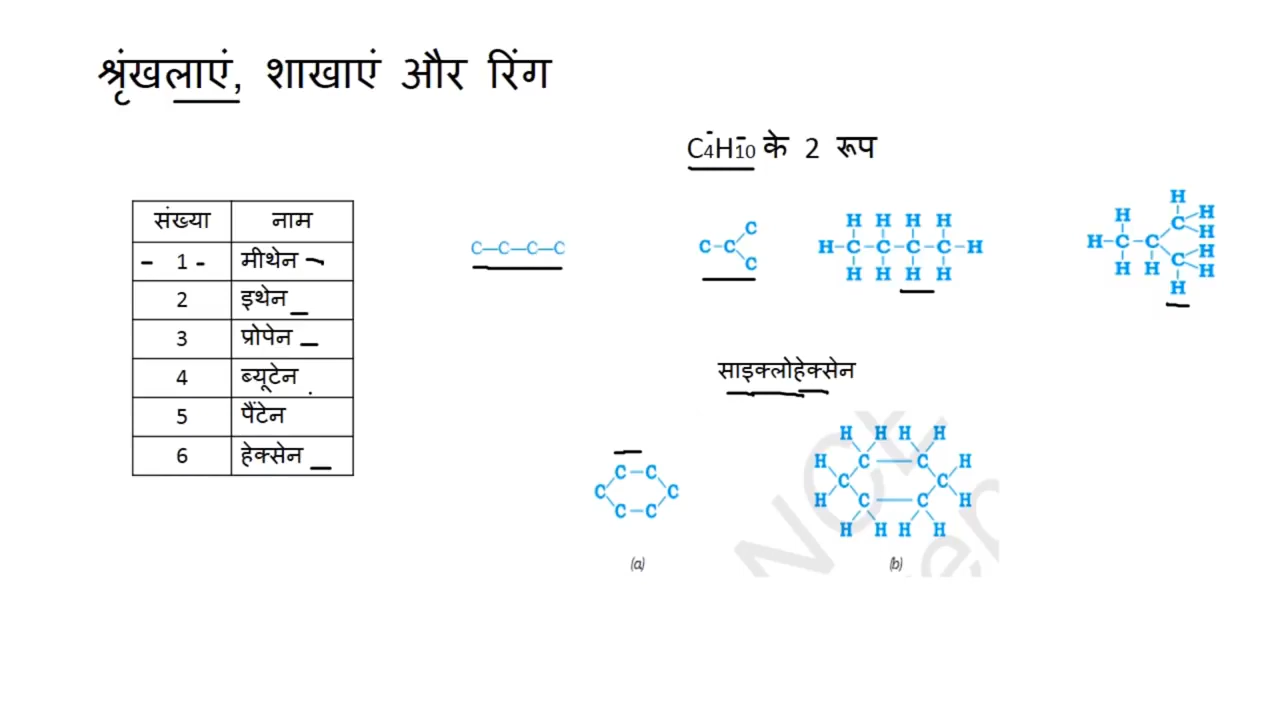 श्रृंखलाएं, शाखाएं और रिंग
C4H10 के 2 रूप
संख्या नाम
1 मीथेन
2 इथेन
3 प्रोपेन
4 ब्यूटेन
5 पैंटेन
6 हेक्सेन
C—C—C—C
C
C—C
C
H H H H
H—C—C—C—C—H
H H H H
H
H H
C H
H—C—C H
H H C H
H
साइक्लोहेक्सेन
C—C
C C
C—C
(a)
H H H H
H C—C H
C C
H C—C H
H H H H
(b)